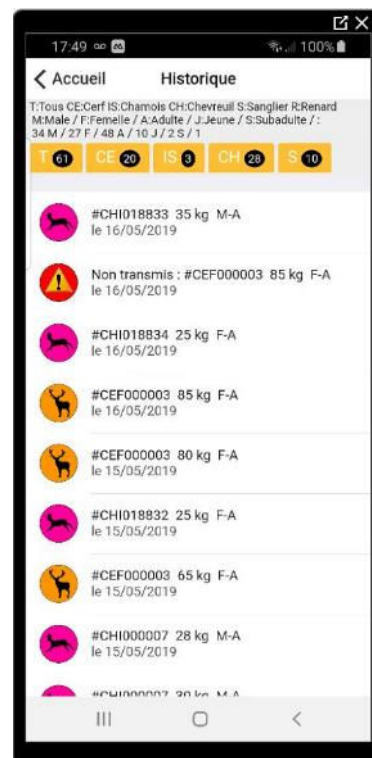 17:49 100%
Accueil Historique
T:Tous CE:Cerf IS:Chamois CH:Chevreuil S:Sanglier R:Renard
M:Male / F:Femelle / A:Adulte / J:Jeune / S:Subadulte / :
34 M / 27 F / 48 A / 10 J / 2 S / 1
T 61 CE 20 IS 3 CH 28 S 10
#CHI018833 35 kg M-A
le 16/05/2019
Non transmis : #CEF000003 85 kg F-A
le 16/05/2019
#CHI018834 25 kg F-A
le 16/05/2019
#CEF000003 85 kg F-A
le 16/05/2019
#CEF000003 80 kg F-A
le 15/05/2019
#CHI018832 25 kg F-A
le 15/05/2019
#CEF000003 65 kg F-A
le 15/05/2019
#CHI000007 28 kg M-A
le 15/05/2019
#CHI000007 30 kg M-A